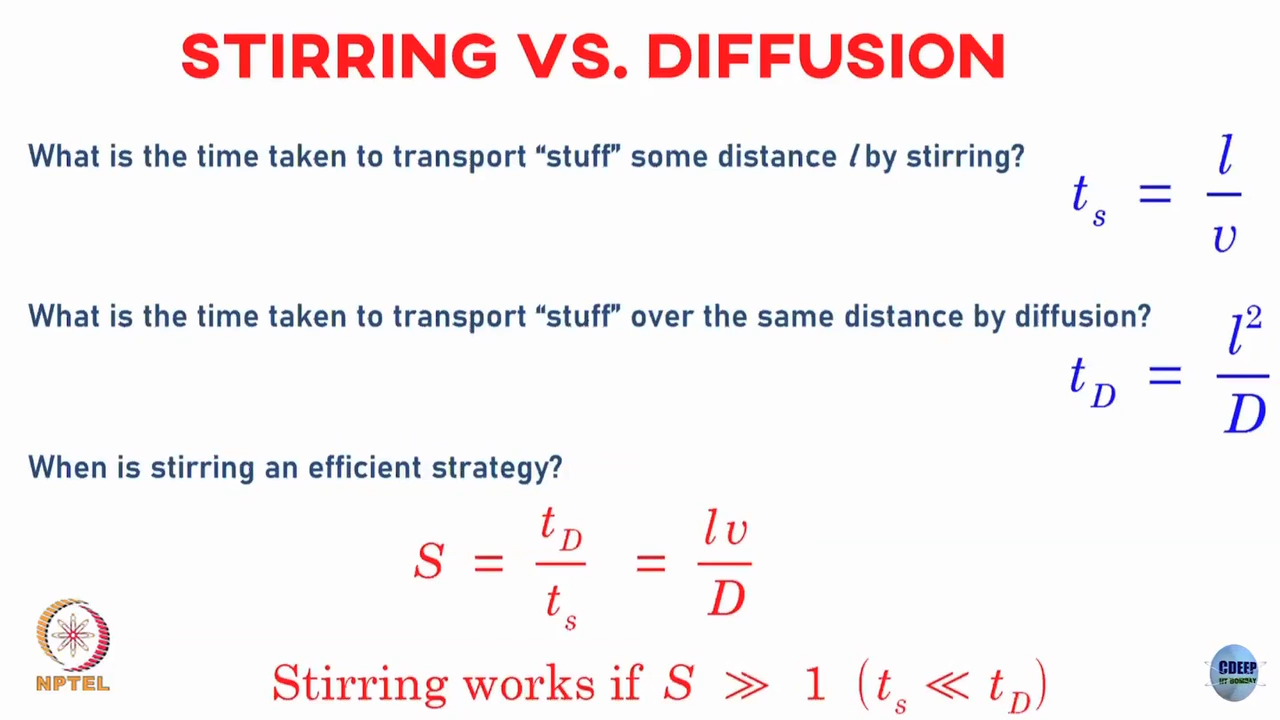 STIRRING VS. DIFFUSION
What is the time taken to transport “stuff” some distance l by stirring?
t_s = l/v
What is the time taken to transport “stuff” over the same distance by diffusion?
t_D = l²/D
When is stirring an efficient strategy?
S = t_D/t_s = l v/D
Stirring works if S ≫ 1 (t_s ≪ t_D)
NPTEL
CDEEP
IIT BOMBAY